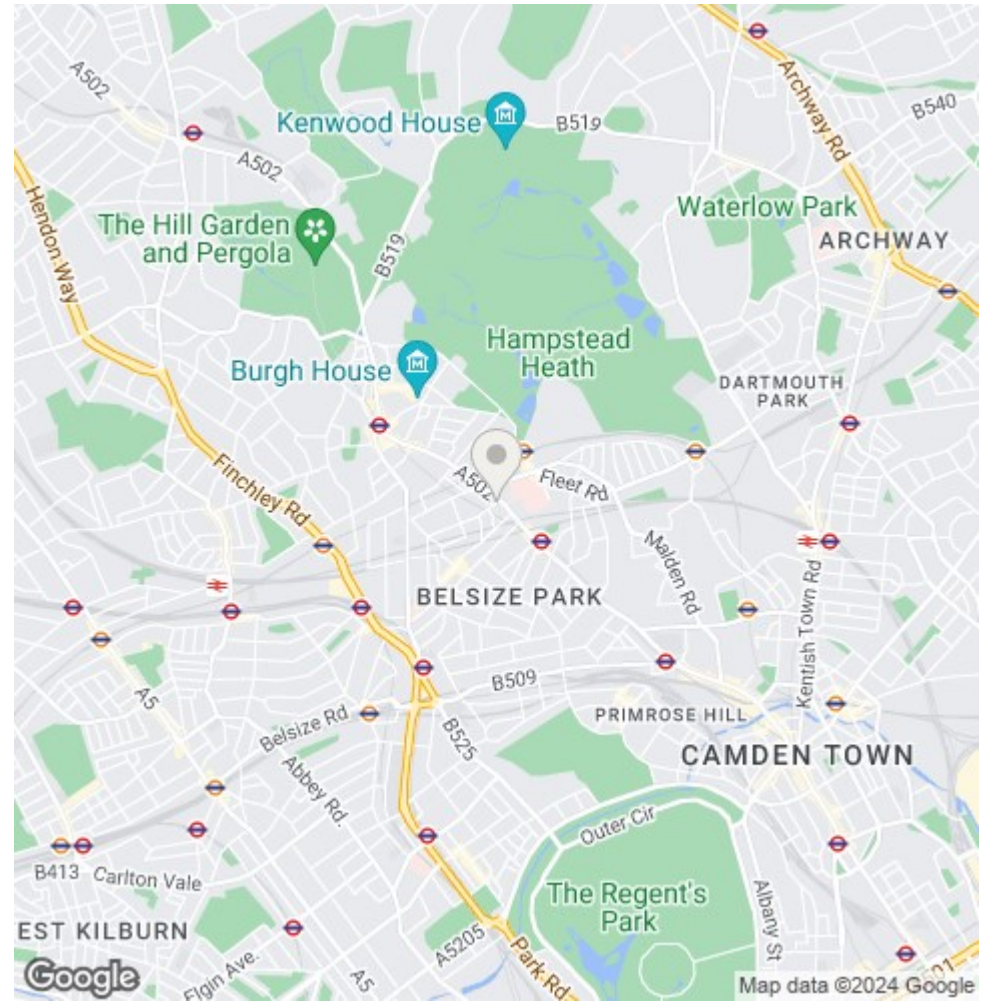 A502
Archway Rd
B540
Kenwood House
B519
A502
Hendon Way
The Hill Garden
and Pergola
B519
Waterlow Park
ARCHWAY
Hampstead
Heath
Burgh House
DARTMOUTH
PARK
A502
Fleet Rd
Finchley Rd
Malden Rd
BELSIZE PARK
Kentish Town Rd
A5
B509
Belsize Rd
B525
PRIMROSE HILL
CAMDEN TOWN
Abbey Rd.
Outer Cir
B413
Carlton Vale
The Regent's
Park
Albany St
EST KILBURN
A5205
Park Rd
Elgin Ave.
A5
Google
Map data ©2024 Google